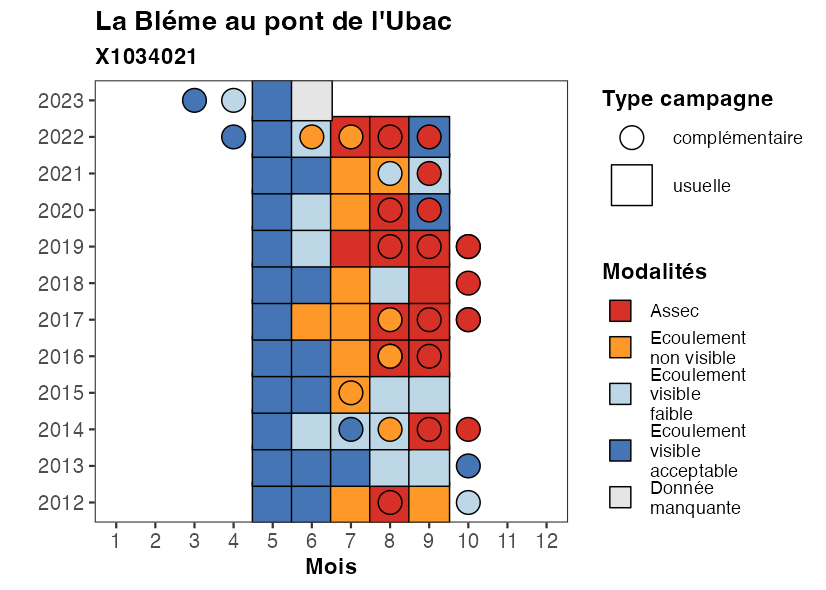 La Bléme au pont de l'Ubac
X1034021
2023
2022
2021
2020
2019
2018
2017
2016
2015
2014
2013
2012
1 2 3 4 5 6 7 8 9 10 11 12
Mois
Type campagne
complémentaire
usuelle
Modalités
Assec
Ecoulement
non visible
Ecoulement
visible
faible
Ecoulement
visible
acceptable
Donnée
manquante